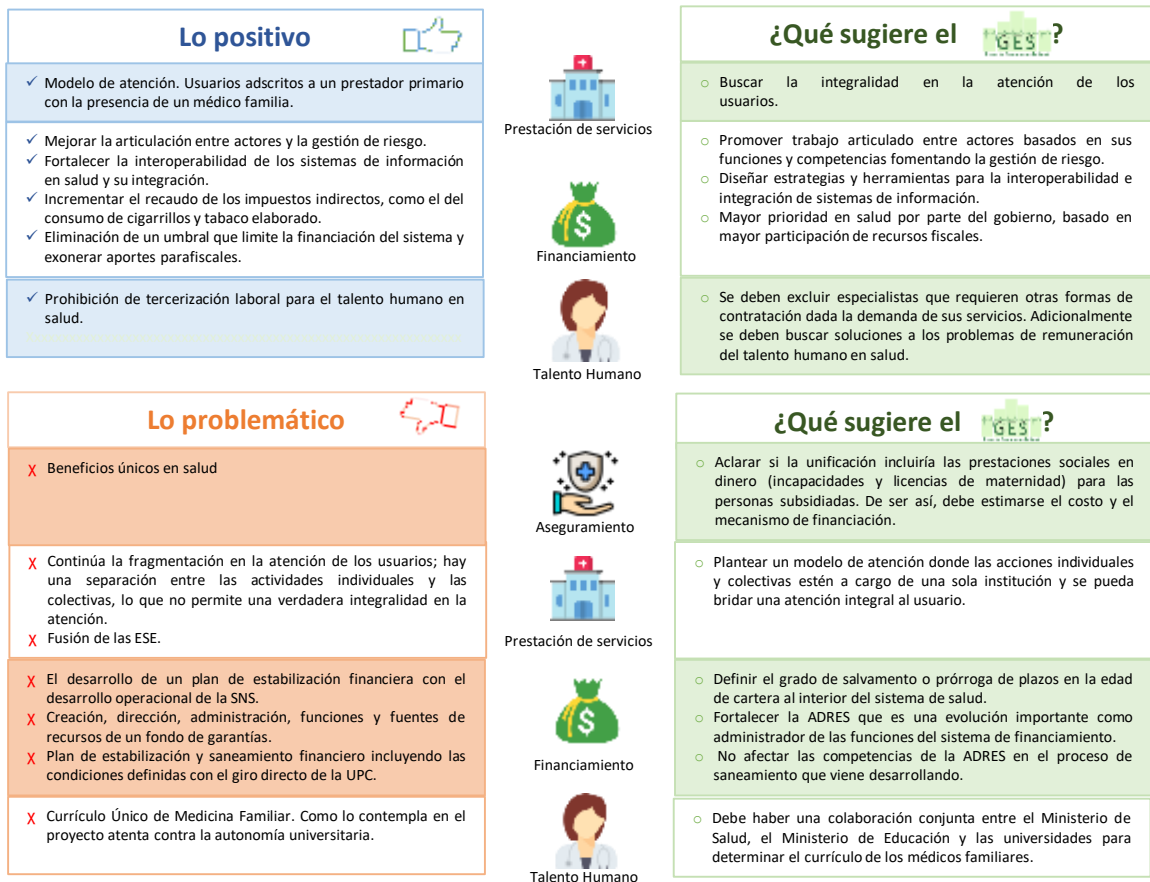 Lo positivo
✓ Modelo de atención. Usuarios adscritos a un prestador primario
con la presencia de un médico familia.
✓ Mejorar la articulación entre actores y la gestión de riesgo.
✓ Fortalecer la interoperabilidad de los sistemas de información
en salud y su integración.
✓ Incrementar el recaudo de los impuestos indirectos, como el del
consumo de cigarrillos y tabaco elaborado.
✓ Eliminación de un umbral que limite la financiación del sistema y
exonerar aportes parafiscales.
✓ Prohibición de tercerización laboral para el talento humano en
salud.
Prestación de servicios
Financiamiento
Talento Humano
¿Qué sugiere el GES ?
○ Buscar la integralidad en la atención de los
usuarios.
○ Promover trabajo articulado entre actores basados en sus
funciones y competencias fomentando la gestión de riesgo.
○ Diseñar estrategias y herramientas para la interoperabilidad e
integración de sistemas de información.
○ Mayor prioridad en salud por parte del gobierno, basado en
mayor participación de recursos fiscales.
○ Se deben excluir especialistas que requieren otras formas de
contratación dada la demanda de sus servicios. Adicionalmente
se deben buscar soluciones a los problemas de remuneración
del talento humano en salud.
Lo problemático
X Beneficios únicos en salud
X Continúa la fragmentación en la atención de los usuarios; hay
una separación entre las actividades individuales y las
colectivas, lo que no permite una verdadera integralidad en la
atención.
X Fusión de las ESE.
X El desarrollo de un plan de estabilización financiera con el
desarrollo operacional de la SNS.
X Creación, dirección, administración, funciones y fuentes de
recursos de un fondo de garantías.
X Plan de estabilización y saneamiento financiero incluyendo las
condiciones definidas con el giro directo de la UPC.
X Currículo Único de Medicina Familiar. Como lo contempla en el
proyecto atenta contra la autonomía universitaria.
Aseguramiento
Prestación de servicios
Financiamiento
Talento Humano
¿Qué sugiere el GES ?
○ Aclarar si la unificación incluiría las prestaciones sociales en
dinero (incapacidades y licencias de maternidad) para las
personas subsidiadas. De ser así, debe estimarse el costo y el
mecanismo de financiación.
○ Plantear un modelo de atención donde las acciones individuales
y colectivas estén a cargo de una sola institución y se pueda
bridar una atención integral al usuario.
○ Definir el grado de salvamento o prórroga de plazos en la edad
de cartera al interior del sistema de salud.
○ Fortalecer la ADRES que es una evolución importante como
administrador de las funciones del sistema de financiamiento.
○ No afectar las competencias de la ADRES en el proceso de
saneamiento que viene desarrollando.
○ Debe haber una colaboración conjunta entre el Ministerio de
Salud, el Ministerio de Educación y las universidades para
determinar el currículo de los médicos familiares.